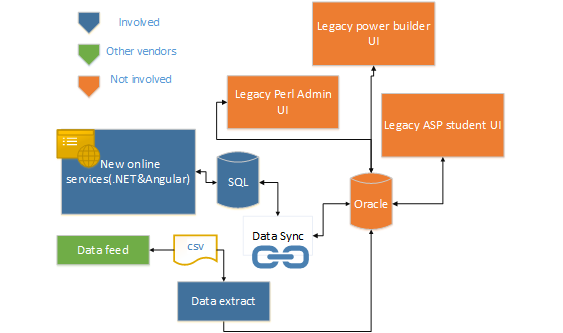 Involved
Other vendors
Not involved
Legacy power builder
UI
Legacy Perl Admin
UI
Legacy ASP student UI
New online
services(.NET&Angular)
SQL
Oracle
Data Sync
Data feed
csv
Data extract